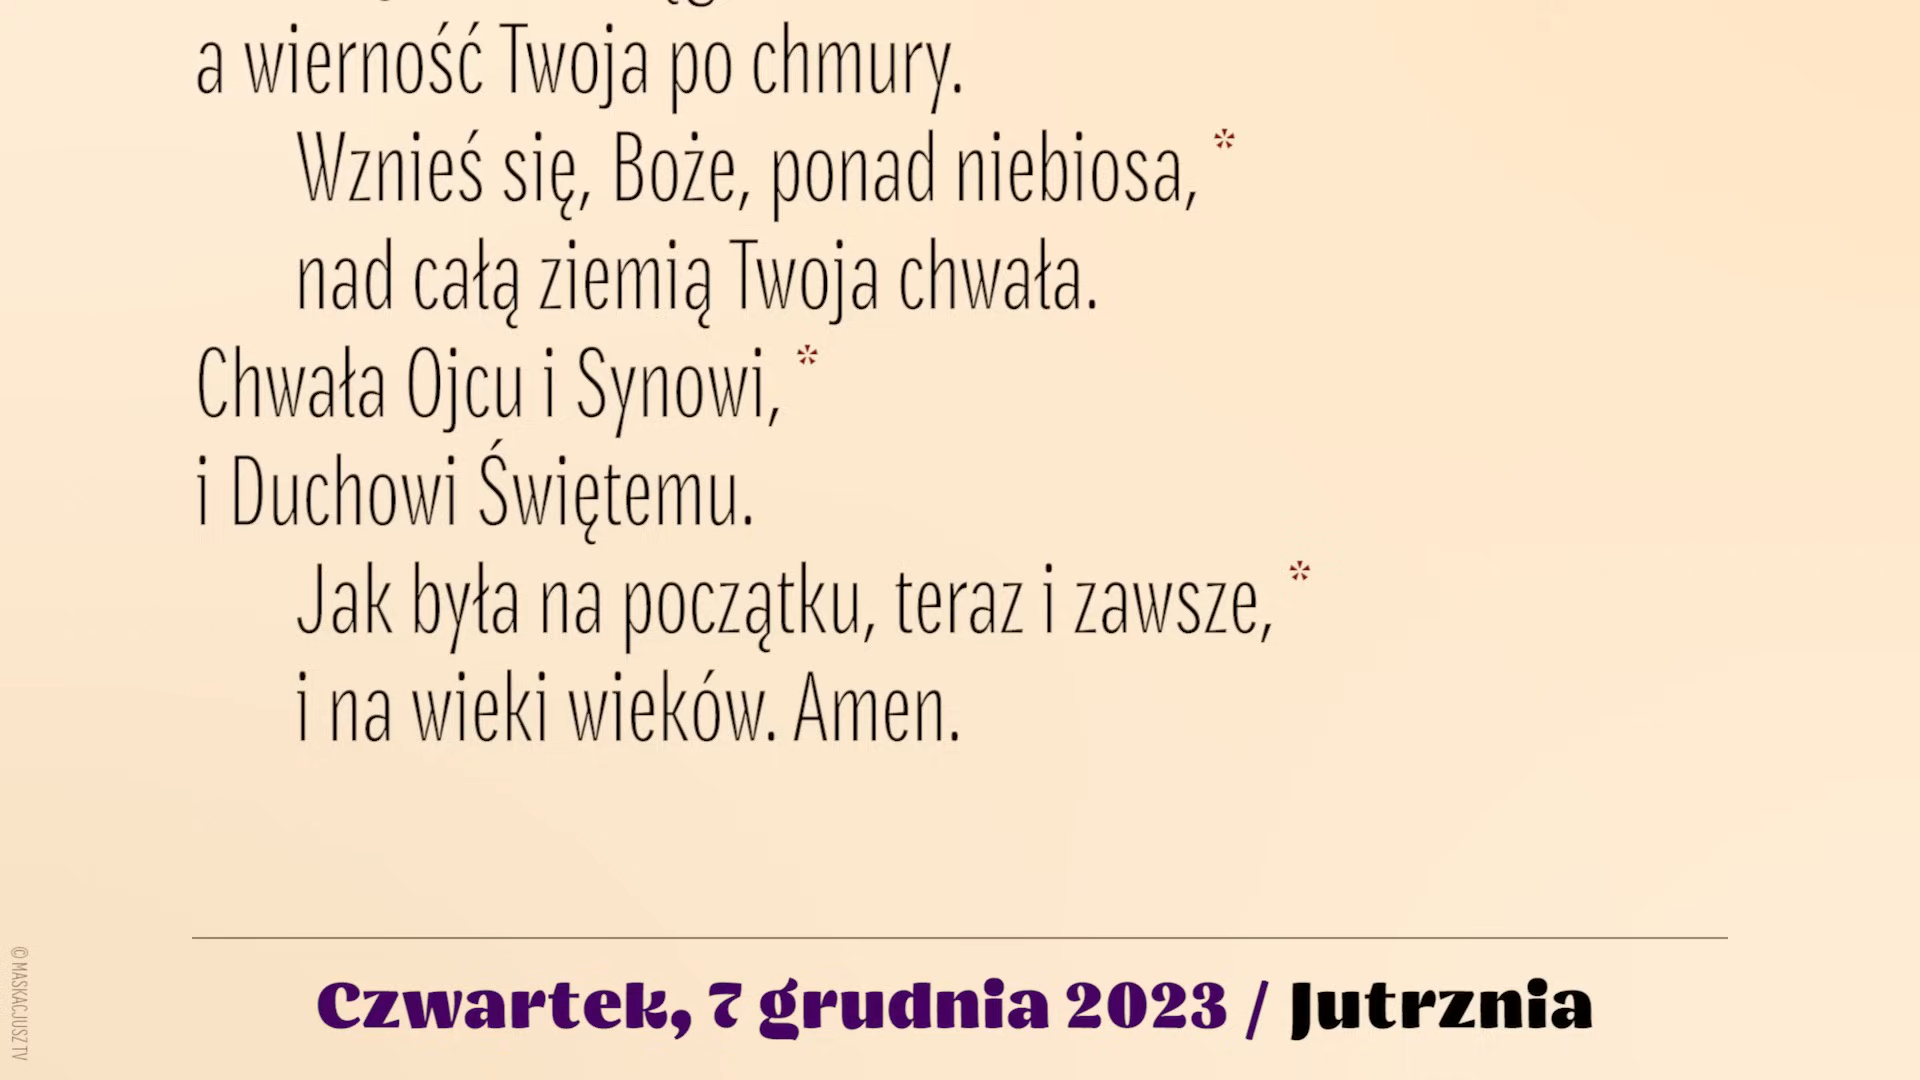 a wierność Twoja po chmury.
Wznieś się, Boże, ponad niebiosa, *
nad całą ziemią Twoja chwała.
Chwała Ojcu i Synowi, *
i Duchowi Świętemu.
Jak była na początku, teraz i zawsze, *
i na wieki wieków. Amen.
Czwartek, 7 grudnia 2023 / Jutrznia
© MASKACJUSZ TV